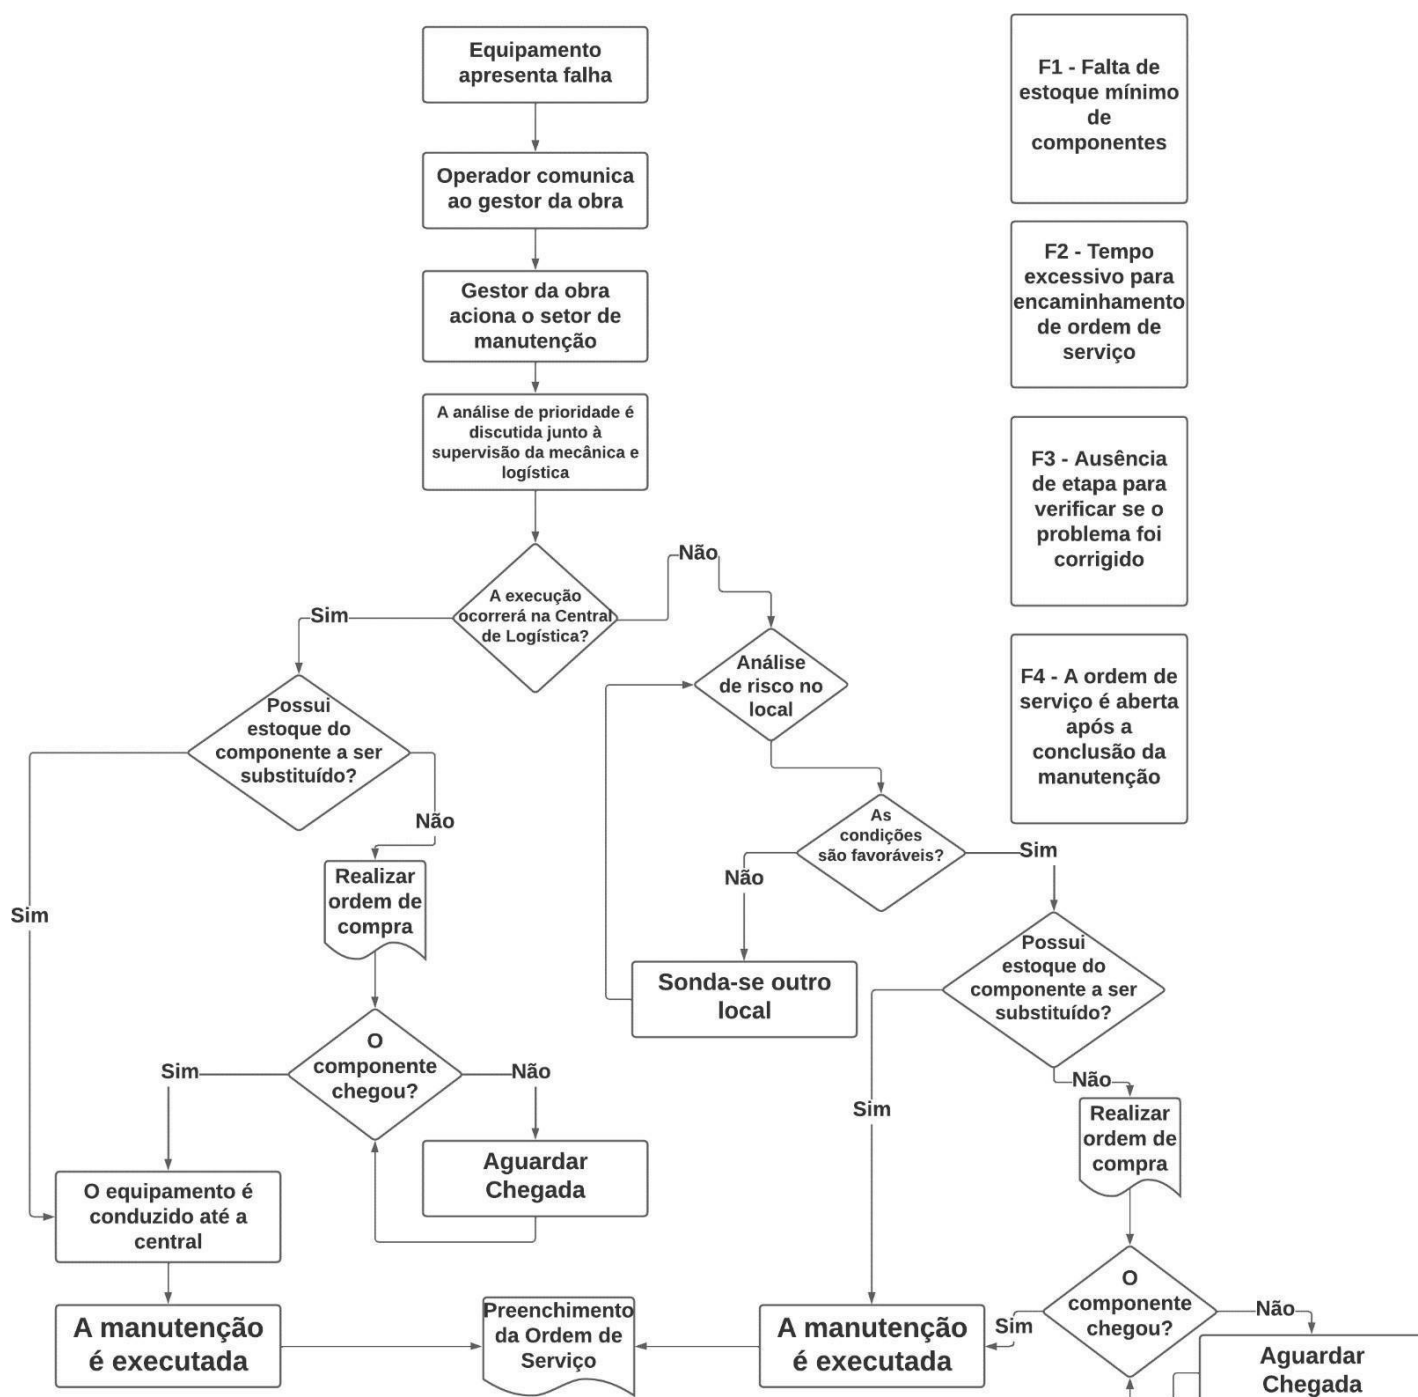 Equipamento
apresenta falha
Operador comunica
ao gestor da obra
Gestor da obra
aciona o setor de
manutenção
A análise de prioridade é
discutida junto à
supervisão da mecânica e
logística
A execução
ocorrerá na Central
de Logística?
Sim
Não
Possui
estoque do
componente a ser
substituído?
Sim
Não
Realizar
ordem de
compra
O
componente
chegou?
Sim
Não
Aguardar
Chegada
O equipamento é
conduzido até a
central
A manutenção
é executada
Preenchimento
da Ordem de
Serviço
Análise
de risco no
local
As
condições
são favoráveis?
Não
Sim
Sonda-se outro
local
Possui
estoque do
componente a ser
substituído?
Sim
Não
Realizar
ordem de
compra
O
componente
chegou?
Sim
Não
Aguardar
Chegada
A manutenção
é executada
F1 - Falta de
estoque mínimo
de
componentes
F2 - Tempo
excessivo para
encaminhamento
de ordem de
serviço
F3 - Ausência
de etapa para
verificar se o
problema foi
corrigido
F4 - A ordem de
serviço é aberta
após a
conclusão da
manutenção